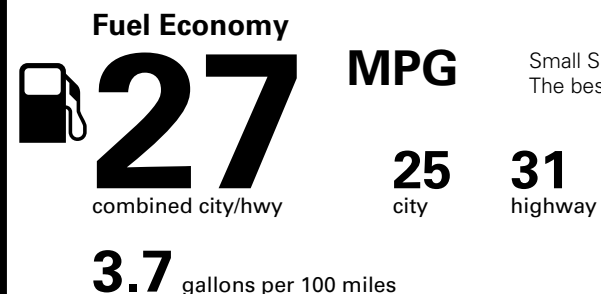 Fuel Economy
27 MPG
Small S
The bes
combined city/hwy
25 city
31 highway
3.7 gallons per 100 miles